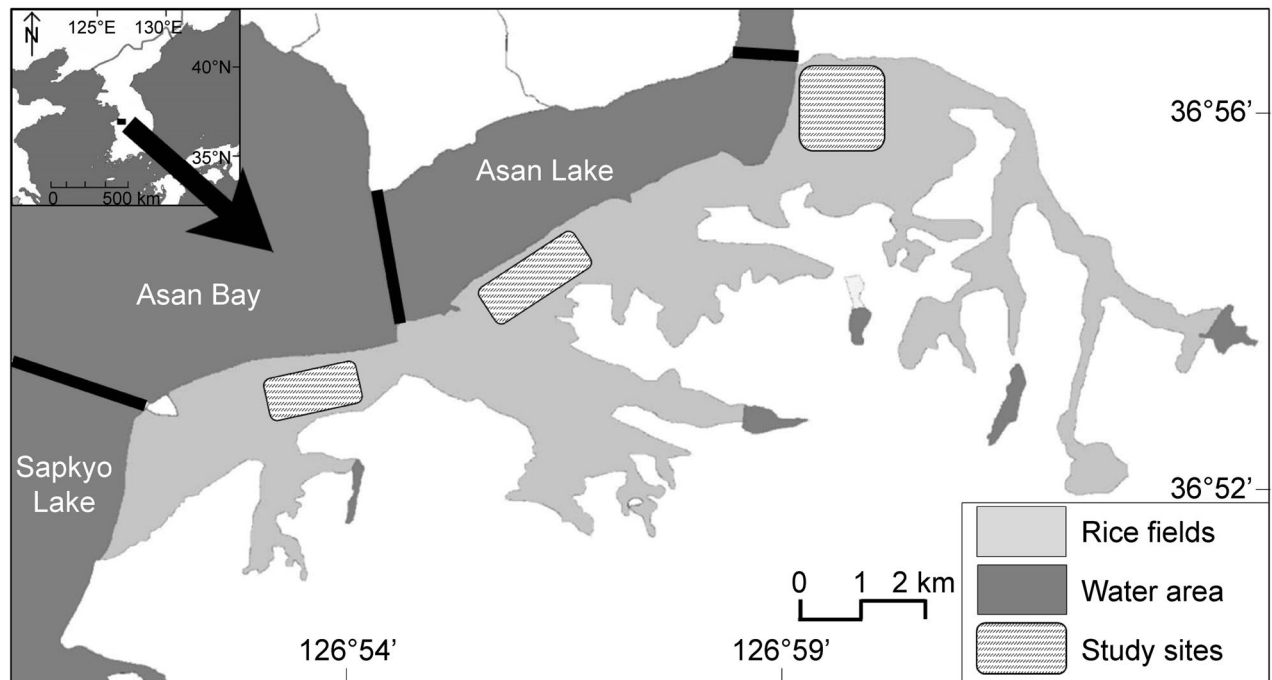 N
125°E 130°E
40°N
35°N
0 500 km
36°56’
Asan Lake
Asan Bay
Sapkyo
Lake
36°52’
Rice fields
0 1 2 km
Water area
Study sites
126°54’ 126°59’